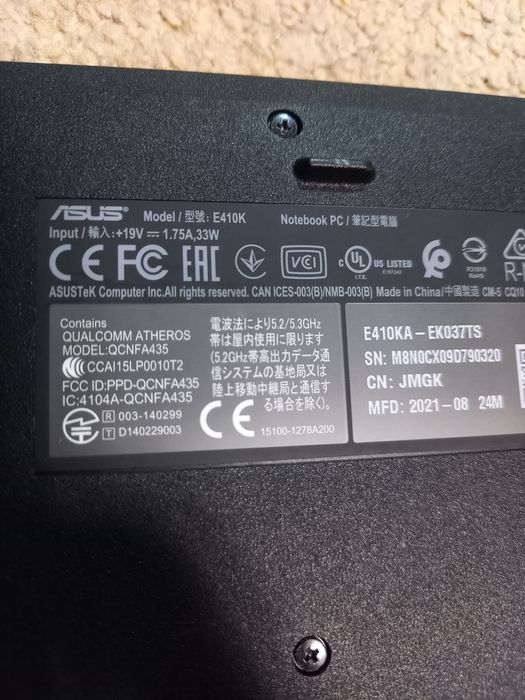 ASUS Model / 型號: E410K Notebook PC / 筆記型電腦
Input / 輸入: +19V ⎓ 1.75A,33W
CE FC EAC VCI c UL US LISTED
I.T.E. E187242
R31818
RoHS
ASUSTeK Computer Inc.All rights reserved. CAN ICES-003(B)/NMB-003(B) Made in China/中國製造 CM-5 CQ10
Contains
QUALCOMM ATHEROS
MODEL:QCNFA435
CCAI15LP0010T2
FCC ID:PPD-QCNFA435
IC:4104A-QCNFA435
R 003-140299
T D140229003
電波法により5.2/5.3GHz
帯は屋内使用に限ります
(5.2GHz帯高出力データ通
信システムの基地局又は
陸上移動中継局と通信す
る場合を除く)。
CE 15100-1278A200
E410KA-EK037TS
SN: M8N0CX09D790320
CN: JMGK
MFD: 2021-08 24M